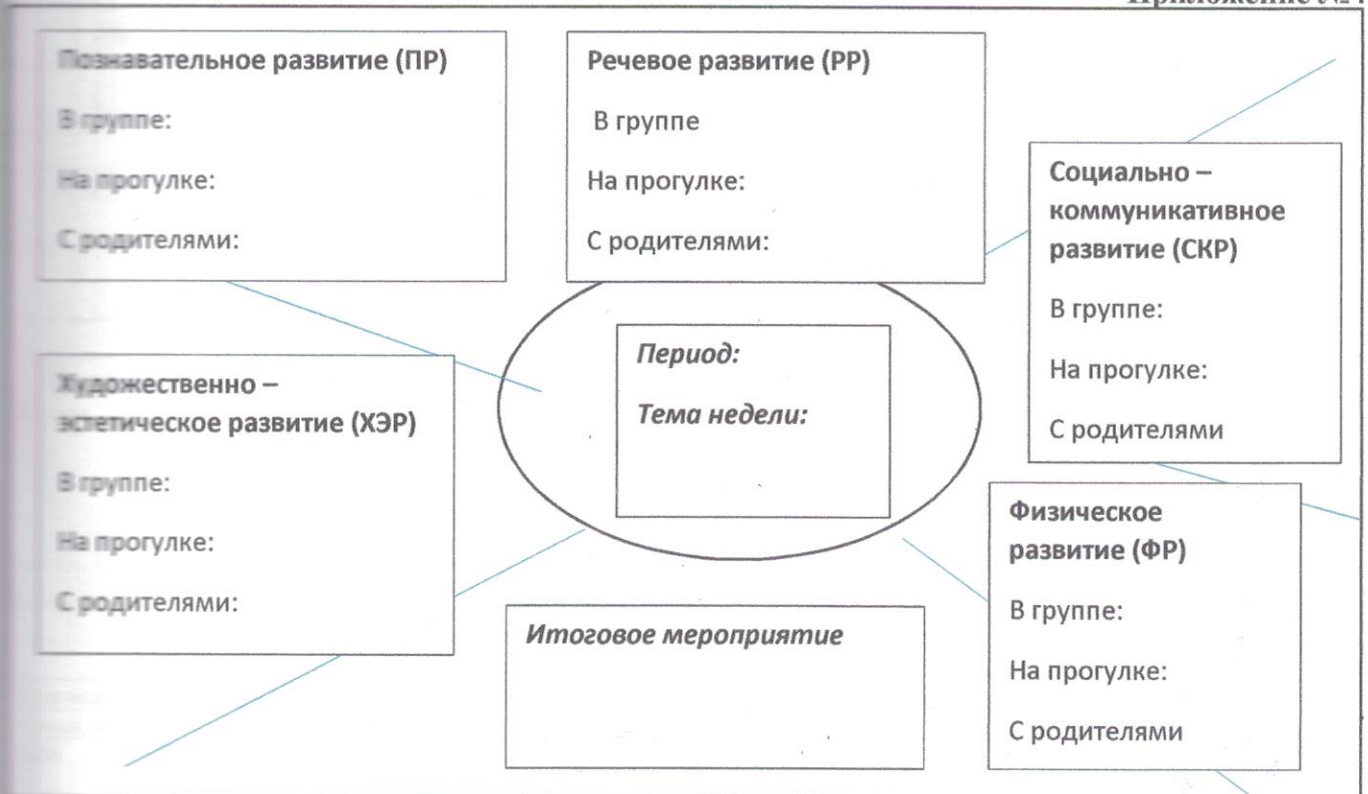 Познавательное развитие (ПР)
В группе:
На прогулке:
С родителями:
Речевое развитие (РР)
В группе
На прогулке:
С родителями:
Социально –
коммуникативное
развитие (СКР)
В группе:
На прогулке:
С родителями
Период:
Тема недели:
Художественно –
эстетическое развитие (ХЭР)
В группе:
На прогулке:
С родителями:
Физическое
развитие (ФР)
В группе:
На прогулке:
С родителями
Итоговое мероприятие